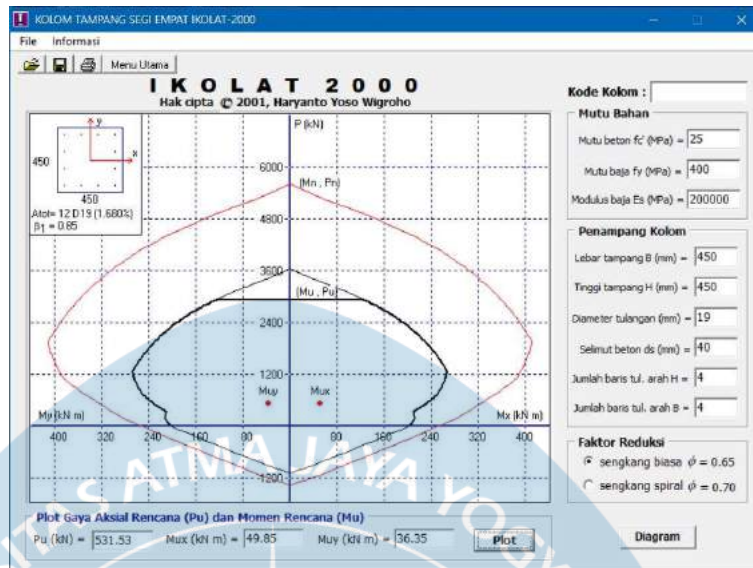 KOLOM TAMPANG SEGI EMPAT IKOLAT-2000
File Informasi
Menu Utama
I K O L A T 2 0 0 0
Hak cipta © 2001, Haryanto Yoso Wigroho
Kode Kolom :
Mutu Bahan
Mutu beton fc' (MPa) = 25
Mutu baja fy (MPa) = 400
Modulus baja Es (MPa) = 200000
Penampang Kolom
Lebar tampang B (mm) = 450
Tinggi tampang H (mm) = 450
Diameter tulangan (mm) = 19
Selimut beton ds (mm) = 40
Jumlah baris tul. arah H = 4
Jumlah baris tul. arah B = 4
Faktor Reduksi
sengkang biasa ϕ = 0.65
sengkang spiral ϕ = 0.70
Diagram
y
x
450
450
Atot= 12 D19 (1.680%)
β1 = 0.85
P (kN)
6000
(Mn , Pn)
4800
3600
(Mu , Pu)
2400
1200
Muy Mux
My (kN m) Mx (kN m)
400 320 240 160 80 80 160 240 320 400
1200
Plot Gaya Aksial Rencana (Pu) dan Momen Rencana (Mu)
Pu (kN) = 531.53 Mux (kN m) = 49.85 Muy (kN m) = 36.35 Plot
ITAS ATMA JAYA YO